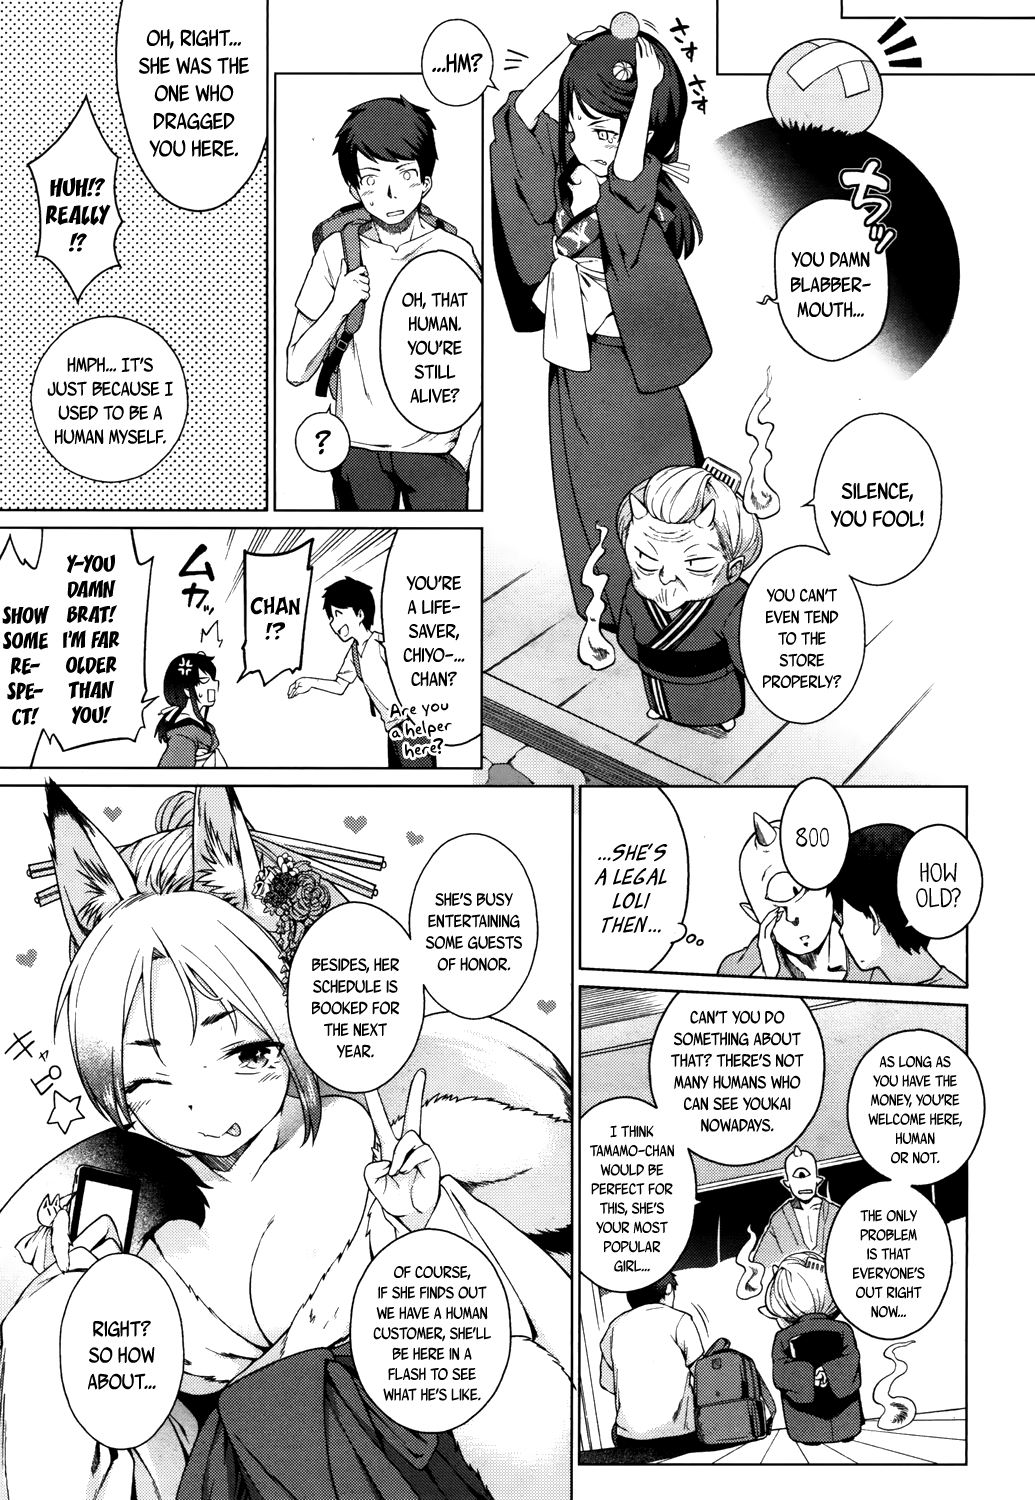 YOU DAMN
BLABBER-
MOUTH...
チッ
さす
さす
SILENCE,
YOU FOOL!
YOU CAN'T
EVEN TEND
TO THE
STORE
PROPERLY?
...HM?
OH, THAT
HUMAN.
YOU'RE
STILL
ALIVE?
?
OH, RIGHT...
SHE WAS THE
ONE WHO
DRAGGED
YOU HERE.
HUH!?
REALLY
!?
HMPH... IT'S
JUST BECAUSE I
USED TO BE A
HUMAN MYSELF.
YOU'RE
A LIFE-
SAVER,
CHIYO-...
CHAN?
Are you
a helper
here?
CHAN
!?
ムカッ
Y-YOU
DAMN
BRAT!
I'M FAR
OLDER
THAN
YOU!
SHOW
SOME
RE-
SPE-
CT!
HOW
OLD?
800
...SHE'S
A LEGAL
LOLI
THEN...
AS LONG AS
YOU HAVE THE
MONEY, YOU'RE
WELCOME HERE,
HUMAN
OR NOT.
THE ONLY
PROBLEM
IS THAT
EVERYONE'S
OUT RIGHT
NOW...
CAN'T YOU DO
SOMETHING ABOUT
THAT? THERE'S NOT
MANY HUMANS WHO
CAN SEE YOUKAI
NOWADAYS.
I THINK
TAMAMO-CHAN
WOULD BE
PERFECT FOR
THIS, SHE'S
YOUR MOST
POPULAR
GIRL...
SHE'S BUSY
ENTERTAINING
SOME GUESTS
OF HONOR.
BESIDES, HER
SCHEDULE IS
BOOKED FOR
THE NEXT
YEAR.
キャピ
OF COURSE,
IF SHE FINDS OUT
WE HAVE A HUMAN
CUSTOMER, SHE'LL
BE HERE IN A
FLASH TO SEE
WHAT HE'S LIKE.
RIGHT?
SO HOW
ABOUT...